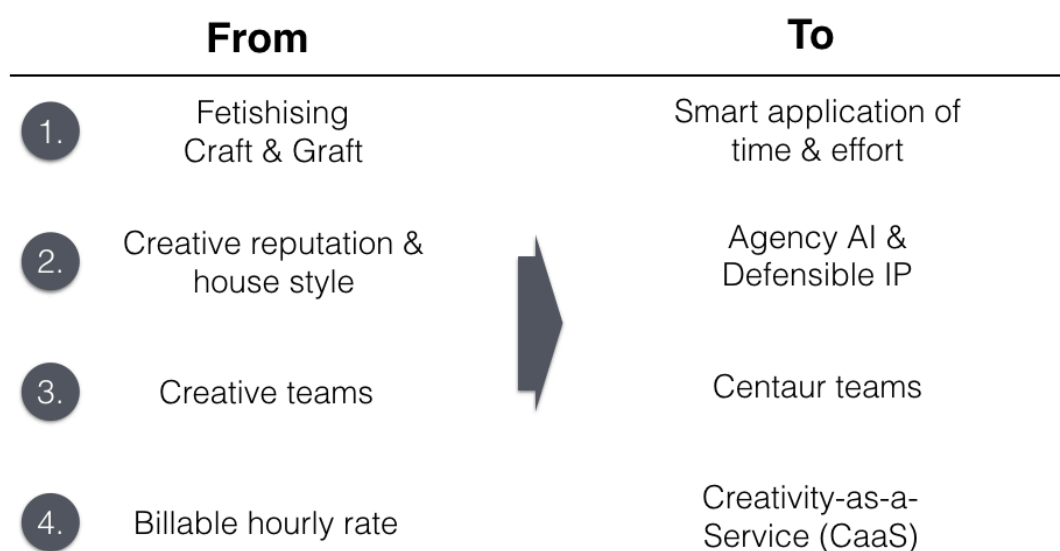 From
To
1.
Fetishising
Craft & Graft
Smart application of
time & effort
2.
Creative reputation &
house style
Agency AI &
Defensible IP
3.
Creative teams
Centaur teams
4.
Billable hourly rate
Creativity-as-a-
Service (CaaS)